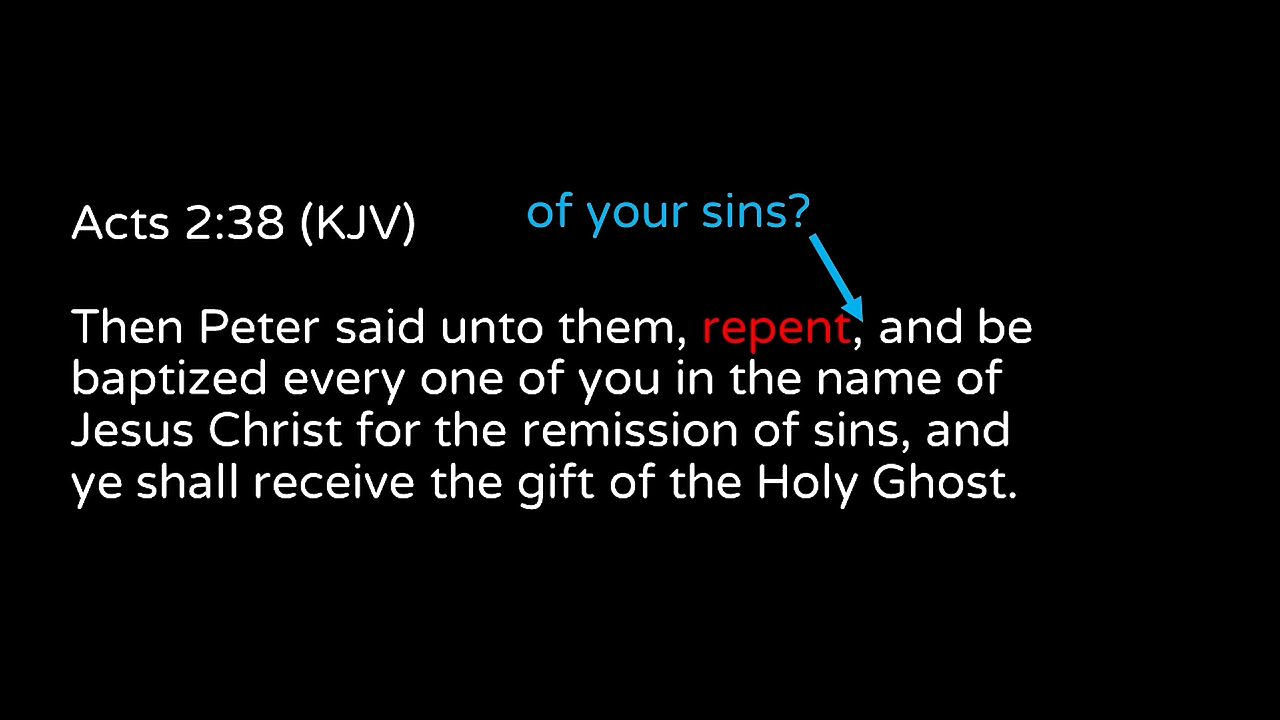 Acts 2:38 (KJV)
of your sins?
Then Peter said unto them, repent, and be
baptized every one of you in the name of
Jesus Christ for the remission of sins, and
ye shall receive the gift of the Holy Ghost.